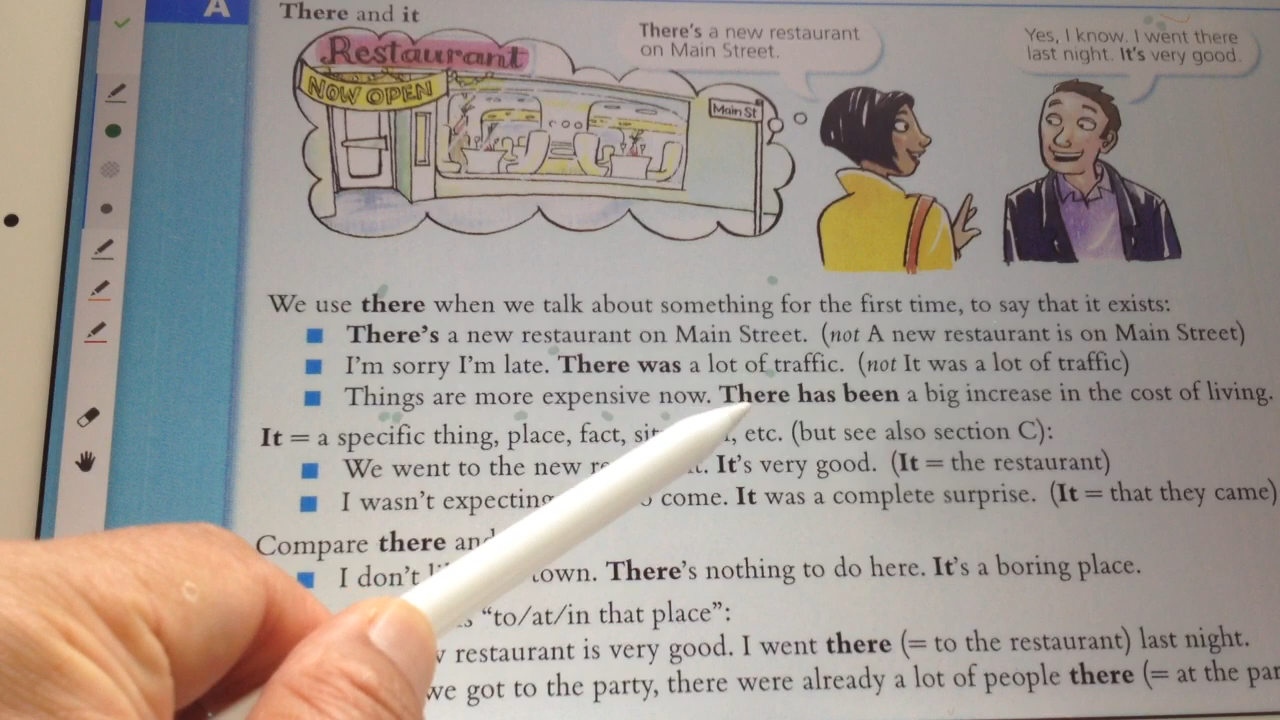 A
There and it
There's a new restaurant
on Main Street.
Yes, I know. I went there
last night. It's very good.
Restaurant
NOW OPEN
Main St
We use there when we talk about something for the first time, to say that it exists:
There's a new restaurant on Main Street. (not A new restaurant is on Main Street)
I'm sorry I'm late. There was a lot of traffic. (not It was a lot of traffic)
Things are more expensive now. There has been a big increase in the cost of living.
It = a specific thing, place, fact, etc. (but see also section C):
We went to the new It's very good. (It = the restaurant)
I wasn't expecting come. It was a complete surprise. (It = that they came)
Compare there
I don't town. There's nothing to do here. It's a boring place.
"to/at/in that place":
restaurant is very good. I went there (= to the restaurant) last night.
we got to the party, there were already a lot of people there (= at the